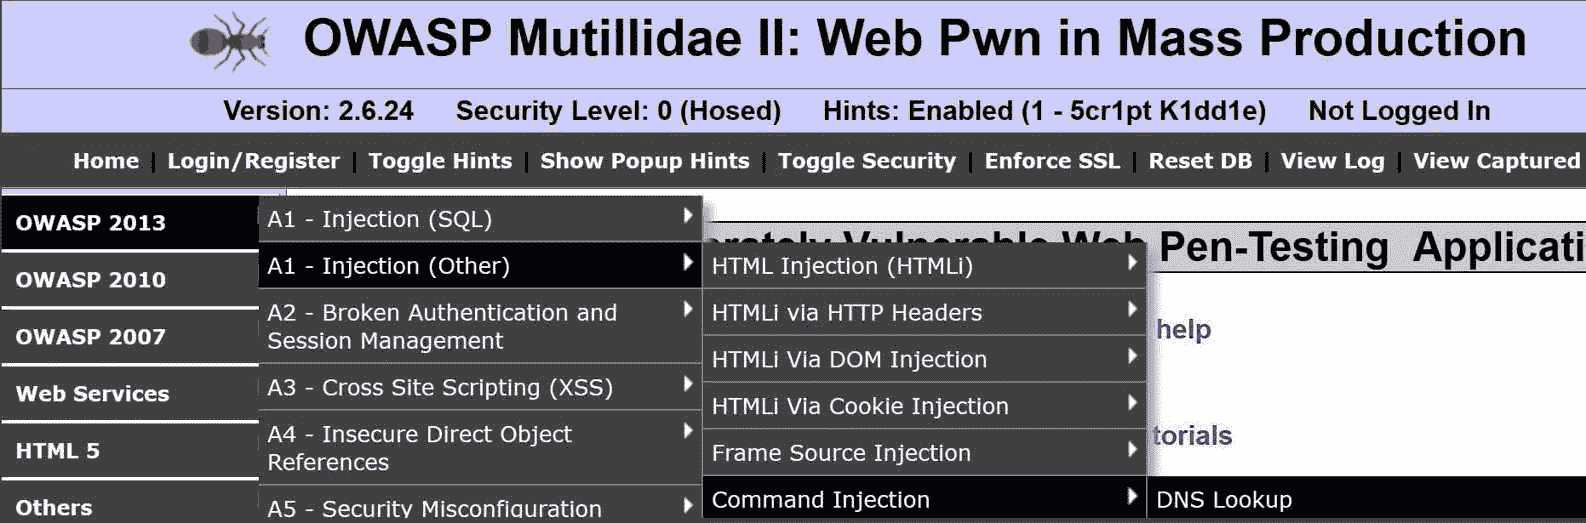 OWASP Mutillidae II: Web Pwn in Mass Production
Version: 2.6.24 Security Level: 0 (Hosed) Hints: Enabled (1 - 5cr1pt K1dd1e) Not Logged In
Home Login/Register Toggle Hints Show Popup Hints Toggle Security Enforce SSL Reset DB View Log View Captured
OWASP 2013
OWASP 2010
OWASP 2007
Web Services
HTML 5
Others
A1 - Injection (SQL)
A1 - Injection (Other)
A2 - Broken Authentication and
Session Management
A3 - Cross Site Scripting (XSS)
A4 - Insecure Direct Object
References
A5 - Security Misconfiguration
HTML Injection (HTMLi)
HTMLi via HTTP Headers
HTMLi Via DOM Injection
HTMLi Via Cookie Injection
Frame Source Injection
Command Injection
DNS Lookup
Vulnerable Web Pen-Testing
help